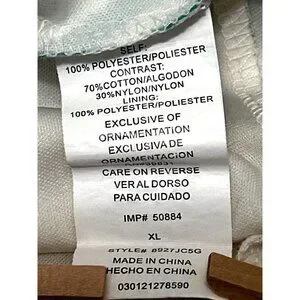 SELF:
100% POLYESTER/POLIESTER
CONTRAST:
70%COTTON/ALGODON
30%NYLON/NYLON
LINING:
100% POLYESTER/POLIESTER
EXCLUSIVE OF
ORNAMENTATION
EXCLUSIVA DE
ORNAMENTACION
CARE ON REVERSE
VER AL DORSO
PARA CUIDADO
IMP# 50884
XL
STYLE# 8927JC5G
MADE IN CHINA
HECHO EN CHINA
030121278590